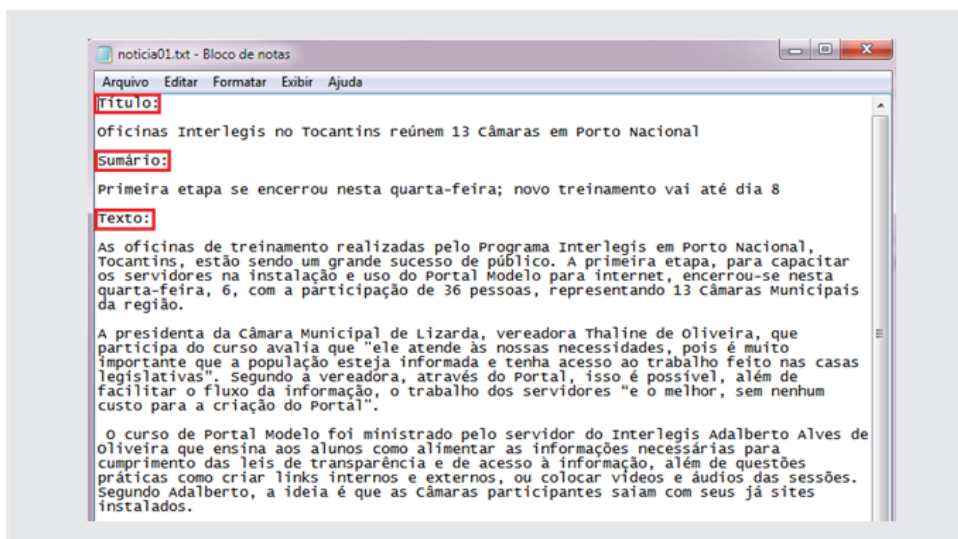 noticia01.txt - Bloco de notas
Arquivo Editar Formatar Exibir Ajuda
Título:
Oficinas Interlegis no Tocantins reúnem 13 Câmaras em Porto Nacional
Sumário:
Primeira etapa se encerrou nesta quarta-feira; novo treinamento vai até dia 8
Texto:
As oficinas de treinamento realizadas pelo Programa Interlegis em Porto Nacional,
Tocantins, estão sendo um grande sucesso de público. A primeira etapa, para capacitar
os servidores na instalação e uso do Portal Modelo para internet, encerrou-se nesta
quarta-feira, 6, com a participação de 36 pessoas, representando 13 Câmaras Municipais
da região.
A presidenta da Câmara Municipal de Lizarda, vereadora Thaline de Oliveira, que
participa do curso avalia que "ele atende às nossas necessidades, pois é muito
importante que a população esteja informada e tenha acesso ao trabalho feito nas casas
legislativas". Segundo a vereadora, através do Portal, isso é possível, além de
facilitar o fluxo da informação, o trabalho dos servidores "e o melhor, sem nenhum
custo para a criação do Portal".
O curso de Portal Modelo foi ministrado pelo servidor do Interlegis Adalberto Alves de
Oliveira que ensina aos alunos como alimentar as informações necessárias para
cumprimento das leis de transparência e de acesso à informação, além de questões
práticas como criar links internos e externos, ou colocar vídeos e áudios das sessões.
Segundo Adalberto, a ideia é que as Câmaras participantes saiam com seus já sites
instalados.